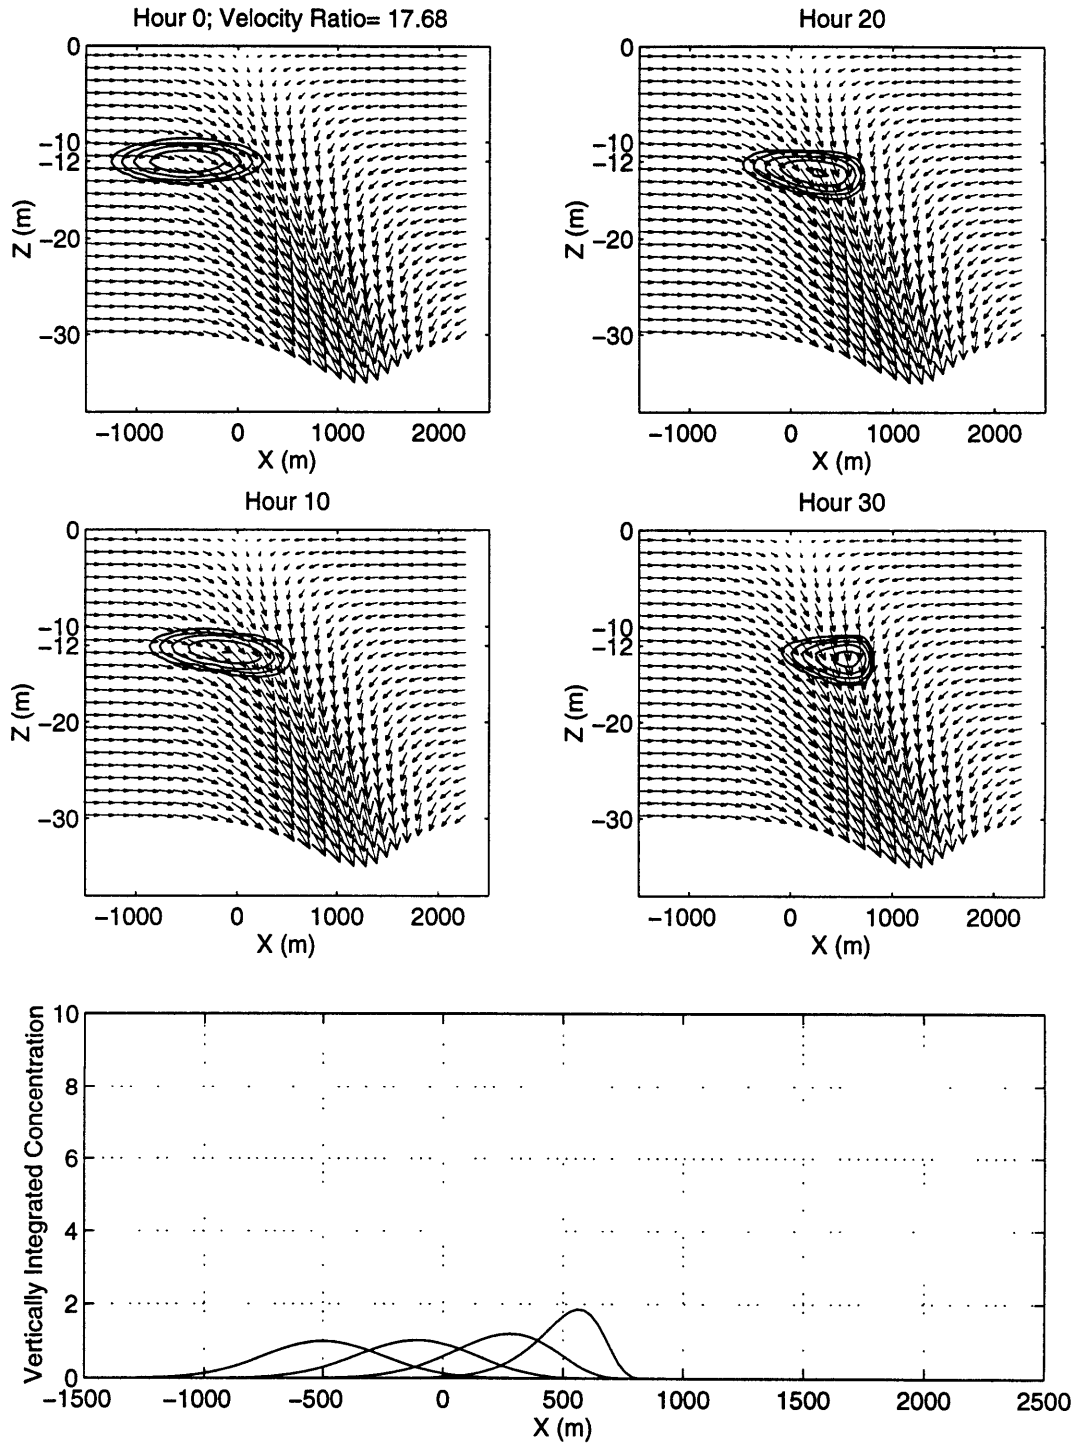 Hour 0; Velocity Ratio= 17.68
0
−10
−12
−20
−30
Z (m)
−1000 0 1000 2000
X (m)
Hour 20
0
−10
−12
−20
−30
Z (m)
−1000 0 1000 2000
X (m)
Hour 10
0
−10
−12
−20
−30
Z (m)
−1000 0 1000 2000
X (m)
Hour 30
0
−10
−12
−20
−30
Z (m)
−1000 0 1000 2000
X (m)
Vertically Integrated Concentration
10
8
6
4
2
0
−1500 −1000 −500 0 500 1000 1500 2000 2500
X (m)